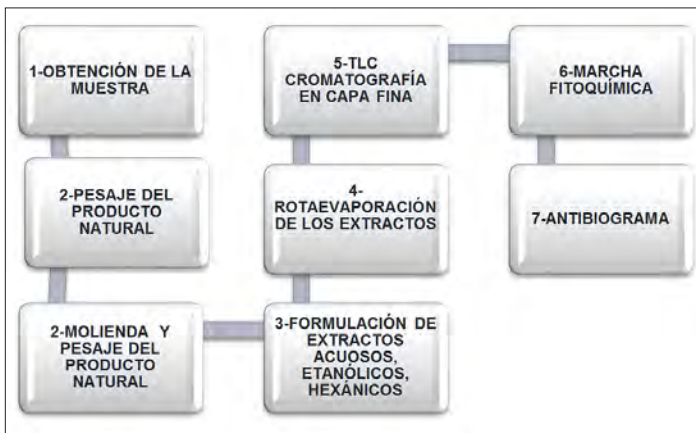 1-OBTENCIÓN DE LA
MUESTRA
2-PESAJE DEL
PRODUCTO
NATURAL
2-MOLIENDA Y
PESAJE DEL
PRODUCTO
NATURAL
3-FORMULACIÓN DE
EXTRACTOS
ACUOSOS,
ETANÓLICOS,
HEXÁNICOS
4-
ROTAEVAPORACIÓN
DE LOS EXTRACTOS
5-TLC
CROMATOGRAFÍA
EN CAPA FINA
6-MARCHA
FITOQUÍMICA
7-ANTIBIOGRAMA